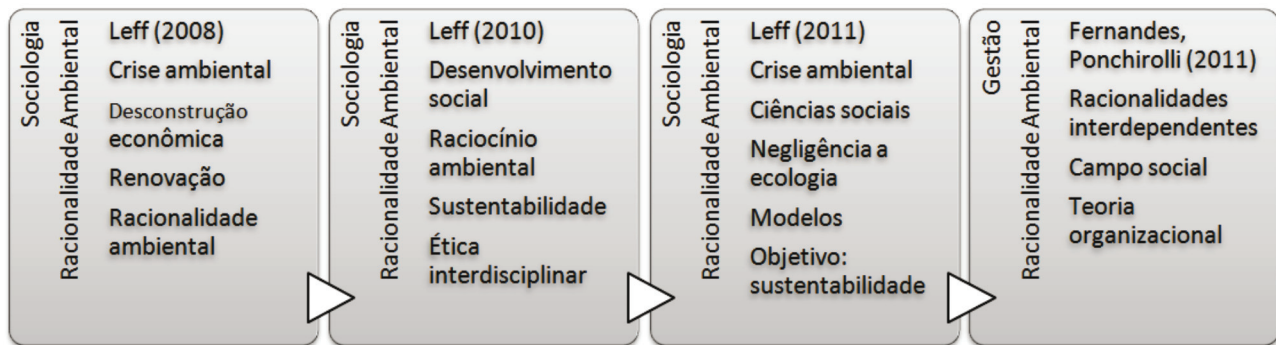 Sociologia
Racionalidade Ambiental
Leff (2008)
Crise ambiental
Desconstrução
econômica
Renovação
Racionalidade
ambiental
Sociologia
Racionalidade Ambiental
Leff (2010)
Desenvolvimento
social
Raciocínio
ambiental
Sustentabilidade
Ética
interdisciplinar
Sociologia
Racionalidade Ambiental
Leff (2011)
Crise ambiental
Ciências sociais
Negligência a
ecologia
Modelos
Objetivo:
sustentabilidade
Gestão
Racionalidade Ambiental
Fernandes,
Ponchirolli (2011)
Racionalidades
interdependentes
Campo social
Teoria
organizacional